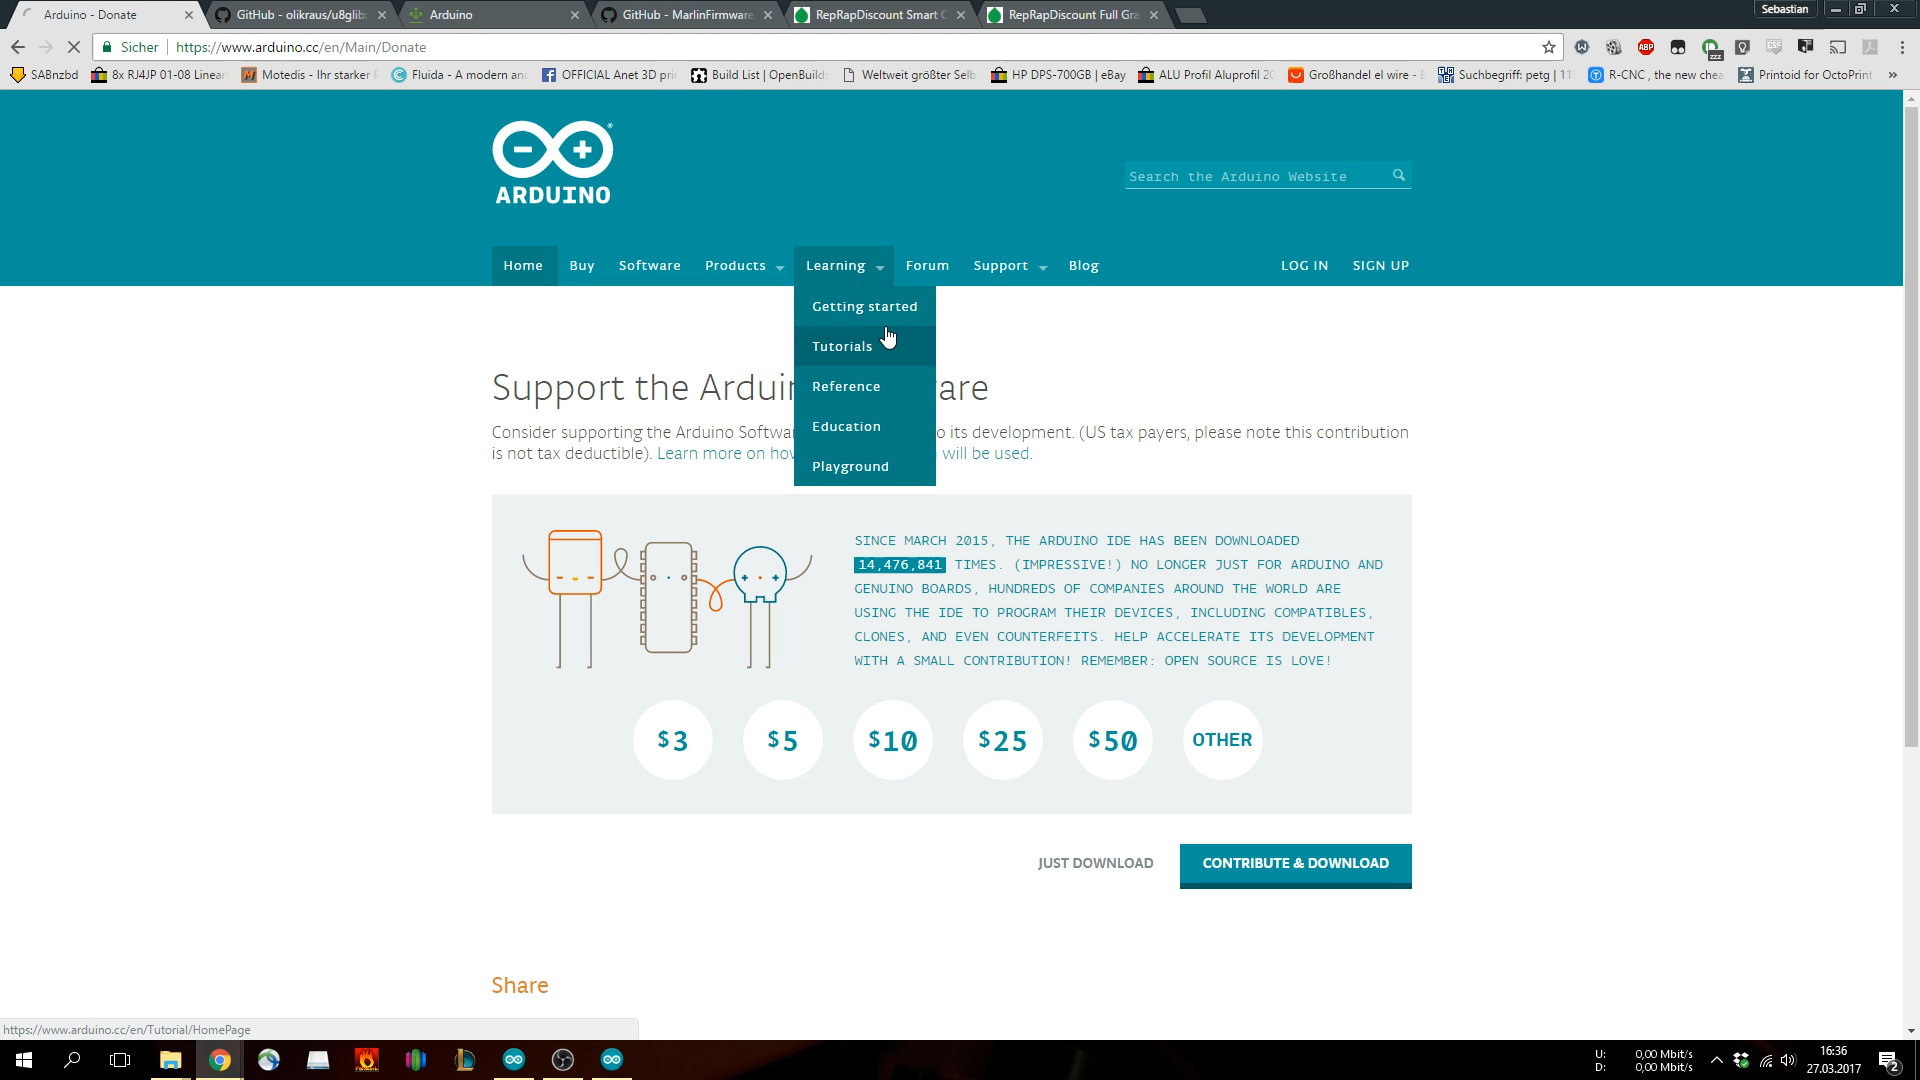 Arduino - Donate
GitHub - olikraus/u8glib:
Arduino
GitHub - MarlinFirmware
RepRapDiscount Smart C
RepRapDiscount Full Gra
Sebastian
Sicher
https://www.arduino.cc/en/Main/Donate
SABnzbd
8x RJ4JP 01-08 Linear
Motedis - Ihr starker
Fluida - A modern an
OFFICIAL Anet 3D pri
Build List | OpenBuilds
Weltweit größter Selb
HP DPS-700GB | eBay
ALU Profil Aluprofil 20
Großhandel el wire -
Suchbegriff: petg | 1
R-CNC , the new chea
Printoid for OctoPrint
»
ARDUINO
Search the Arduino Website
Home
Buy
Software
Products
Learning
Forum
Support
Blog
LOG IN
SIGN UP
Getting started
Tutorials
Reference
Education
Playground
Support the Arduin
are
Consider supporting the Arduino Softwa
o its development. (US tax payers, please note this contribution
is not tax deductible). Learn more on how
will be used.
SINCE MARCH 2015, THE ARDUINO IDE HAS BEEN DOWNLOADED
14,476,841 TIMES. (IMPRESSIVE!) NO LONGER JUST FOR ARDUINO AND
GENUINO BOARDS, HUNDREDS OF COMPANIES AROUND THE WORLD ARE
USING THE IDE TO PROGRAM THEIR DEVICES, INCLUDING COMPATIBLES,
CLONES, AND EVEN COUNTERFEITS. HELP ACCELERATE ITS DEVELOPMENT
WITH A SMALL CONTRIBUTION! REMEMBER: OPEN SOURCE IS LOVE!
$3
$5
$10
$25
$50
OTHER
JUST DOWNLOAD
CONTRIBUTE & DOWNLOAD
Share
https://www.arduino.cc/en/Tutorial/HomePage
U: 0,00 Mbit/s
D: 0,00 Mbit/s
16:36
27.03.2017
2